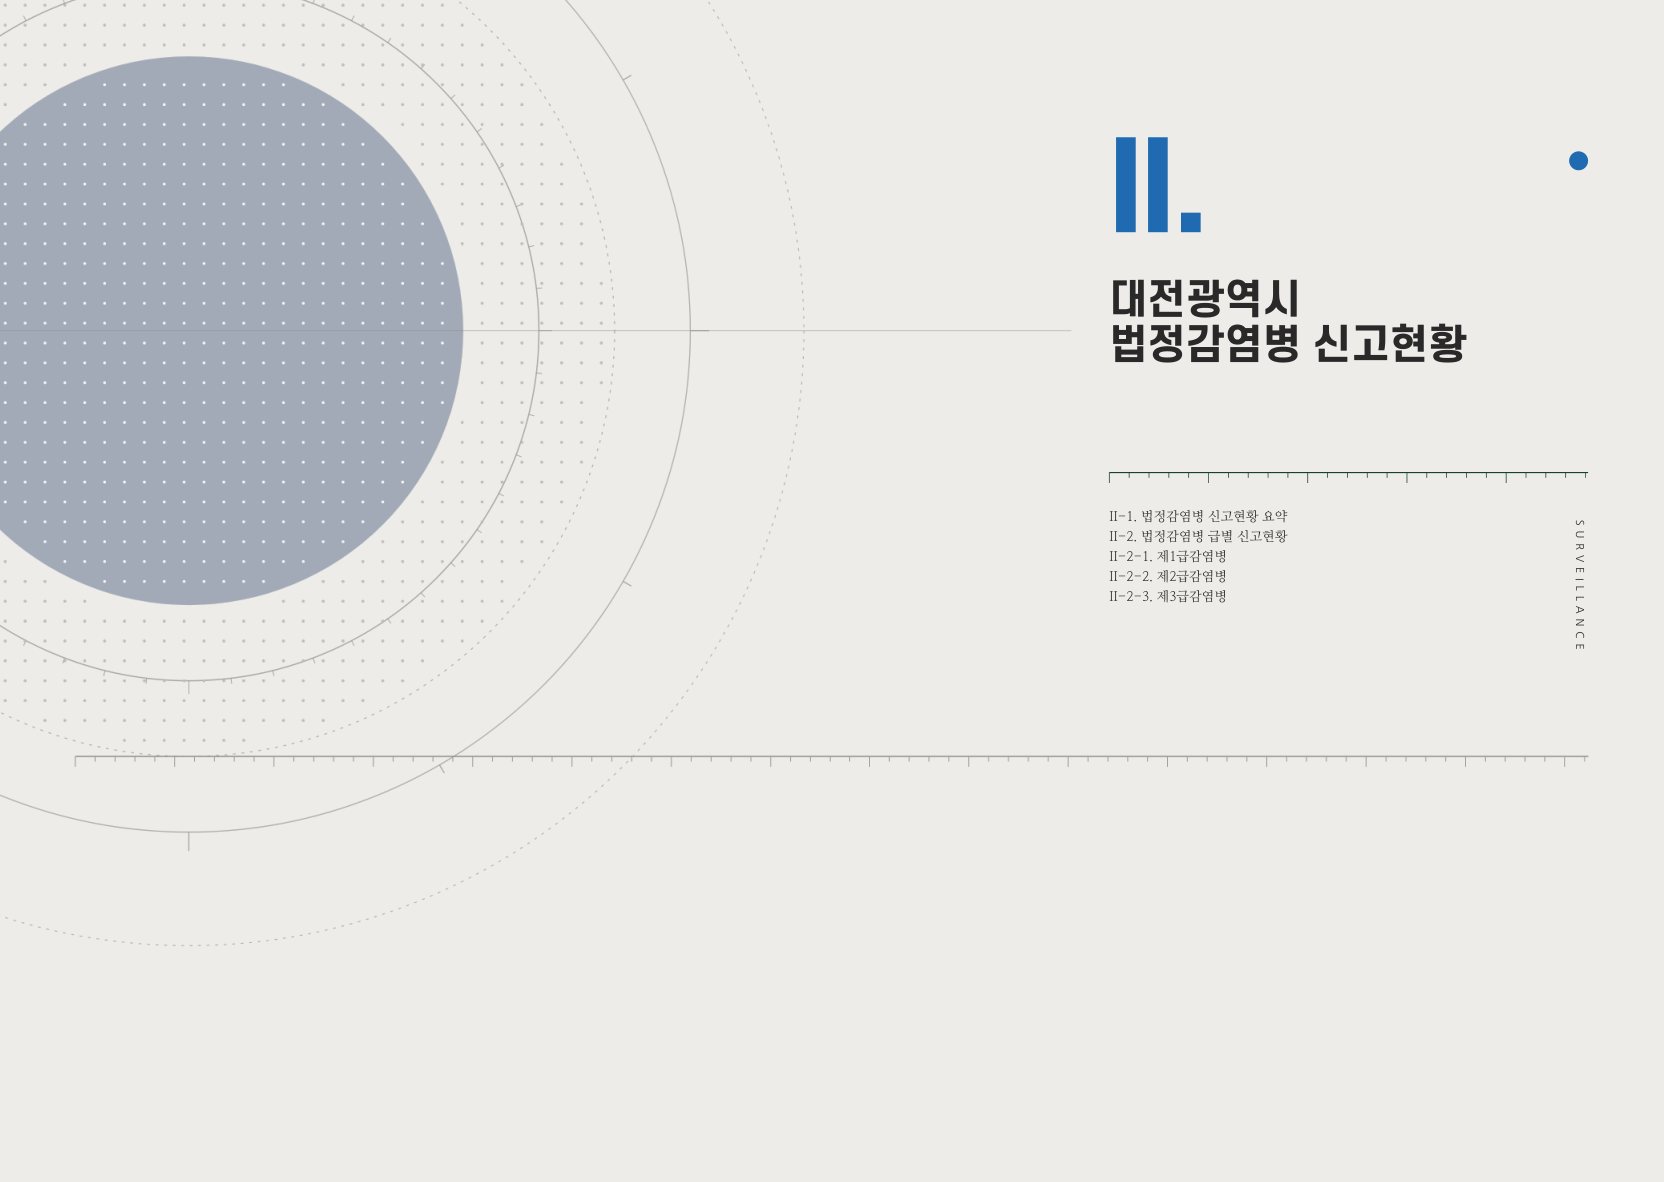 II.
대전광역시
법정감염병 신고현황
II-1. 법정감염병 신고현황 요약
II-2. 법정감염병 급별 신고현황
II-2-1. 제1급감염병
II-2-2. 제2급감염병
II-2-3. 제3급감염병
SURVEILLANCE